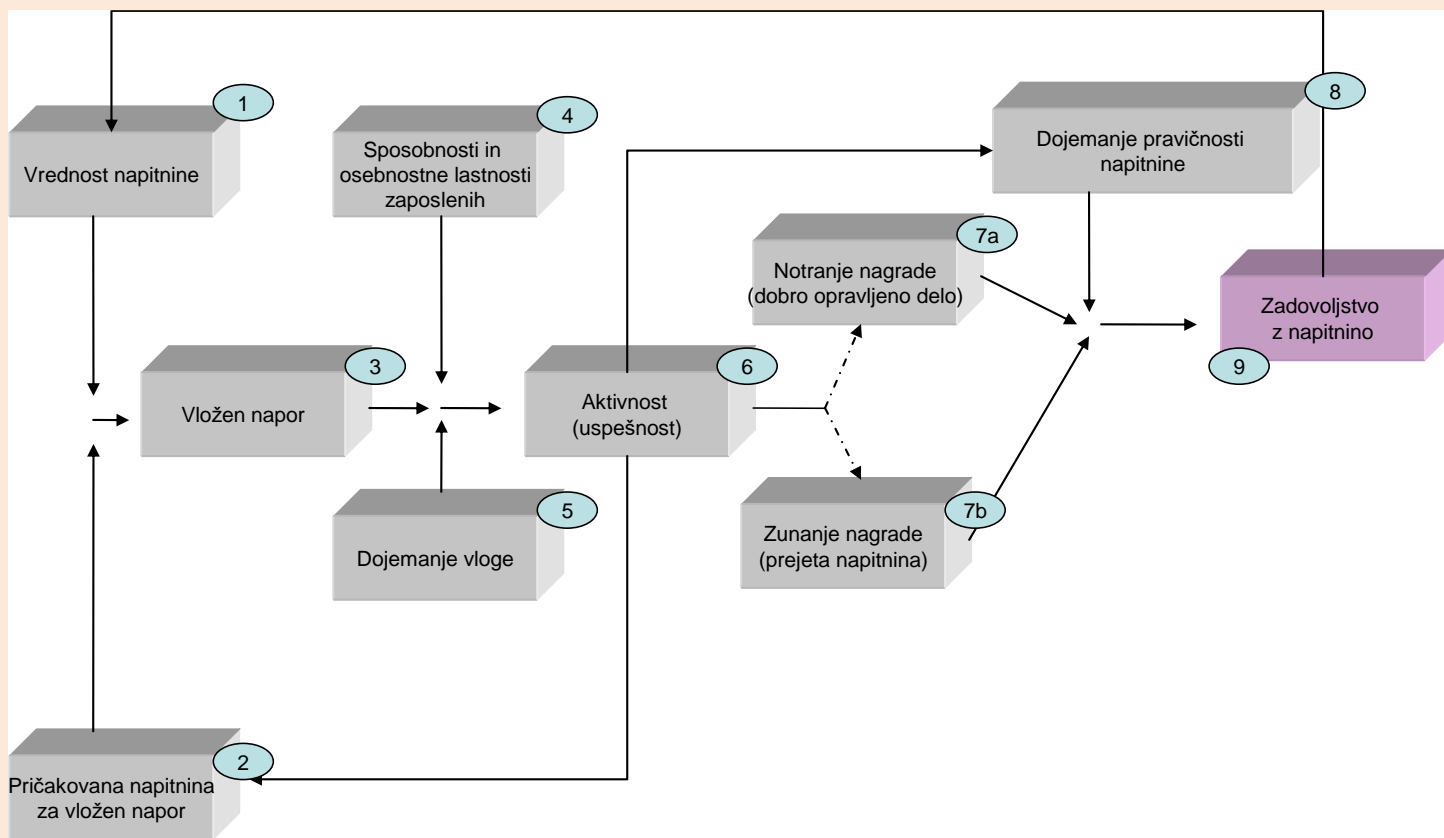 1
Vrednost napitnine
4
Sposobnosti in
osebnostne lastnosti
zaposlenih
8
Dojemanje pravičnosti
napitnine
7a
Notranje nagrade
(dobro opravljeno delo)
Zadovoljstvo
z napitnino
9
3
Vložen napor
6
Aktivnost
(uspešnost)
5
Dojemanje vloge
7b
Zunanje nagrade
(prejeta napitnina)
2
Pričakovana napitnina
za vložen napor